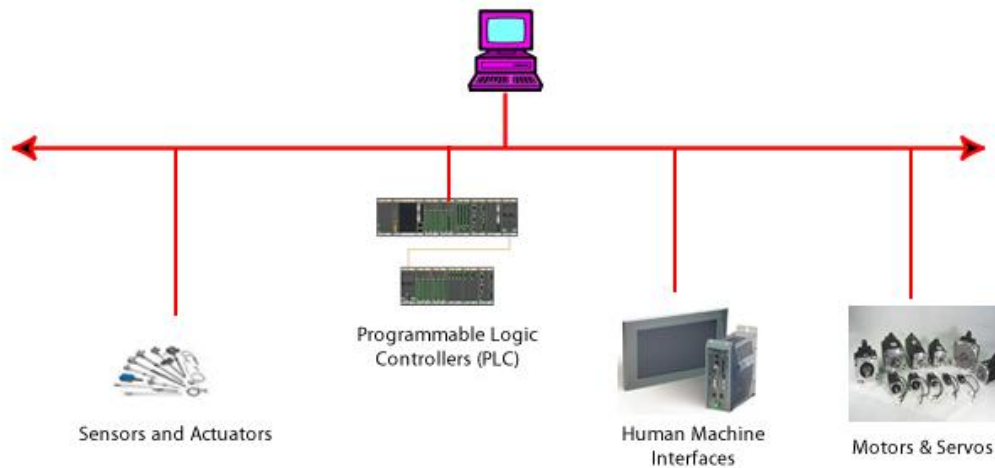 Programmable Logic
Controllers (PLC)
Sensors and Actuators
Human Machine
Interfaces
Motors & Servos